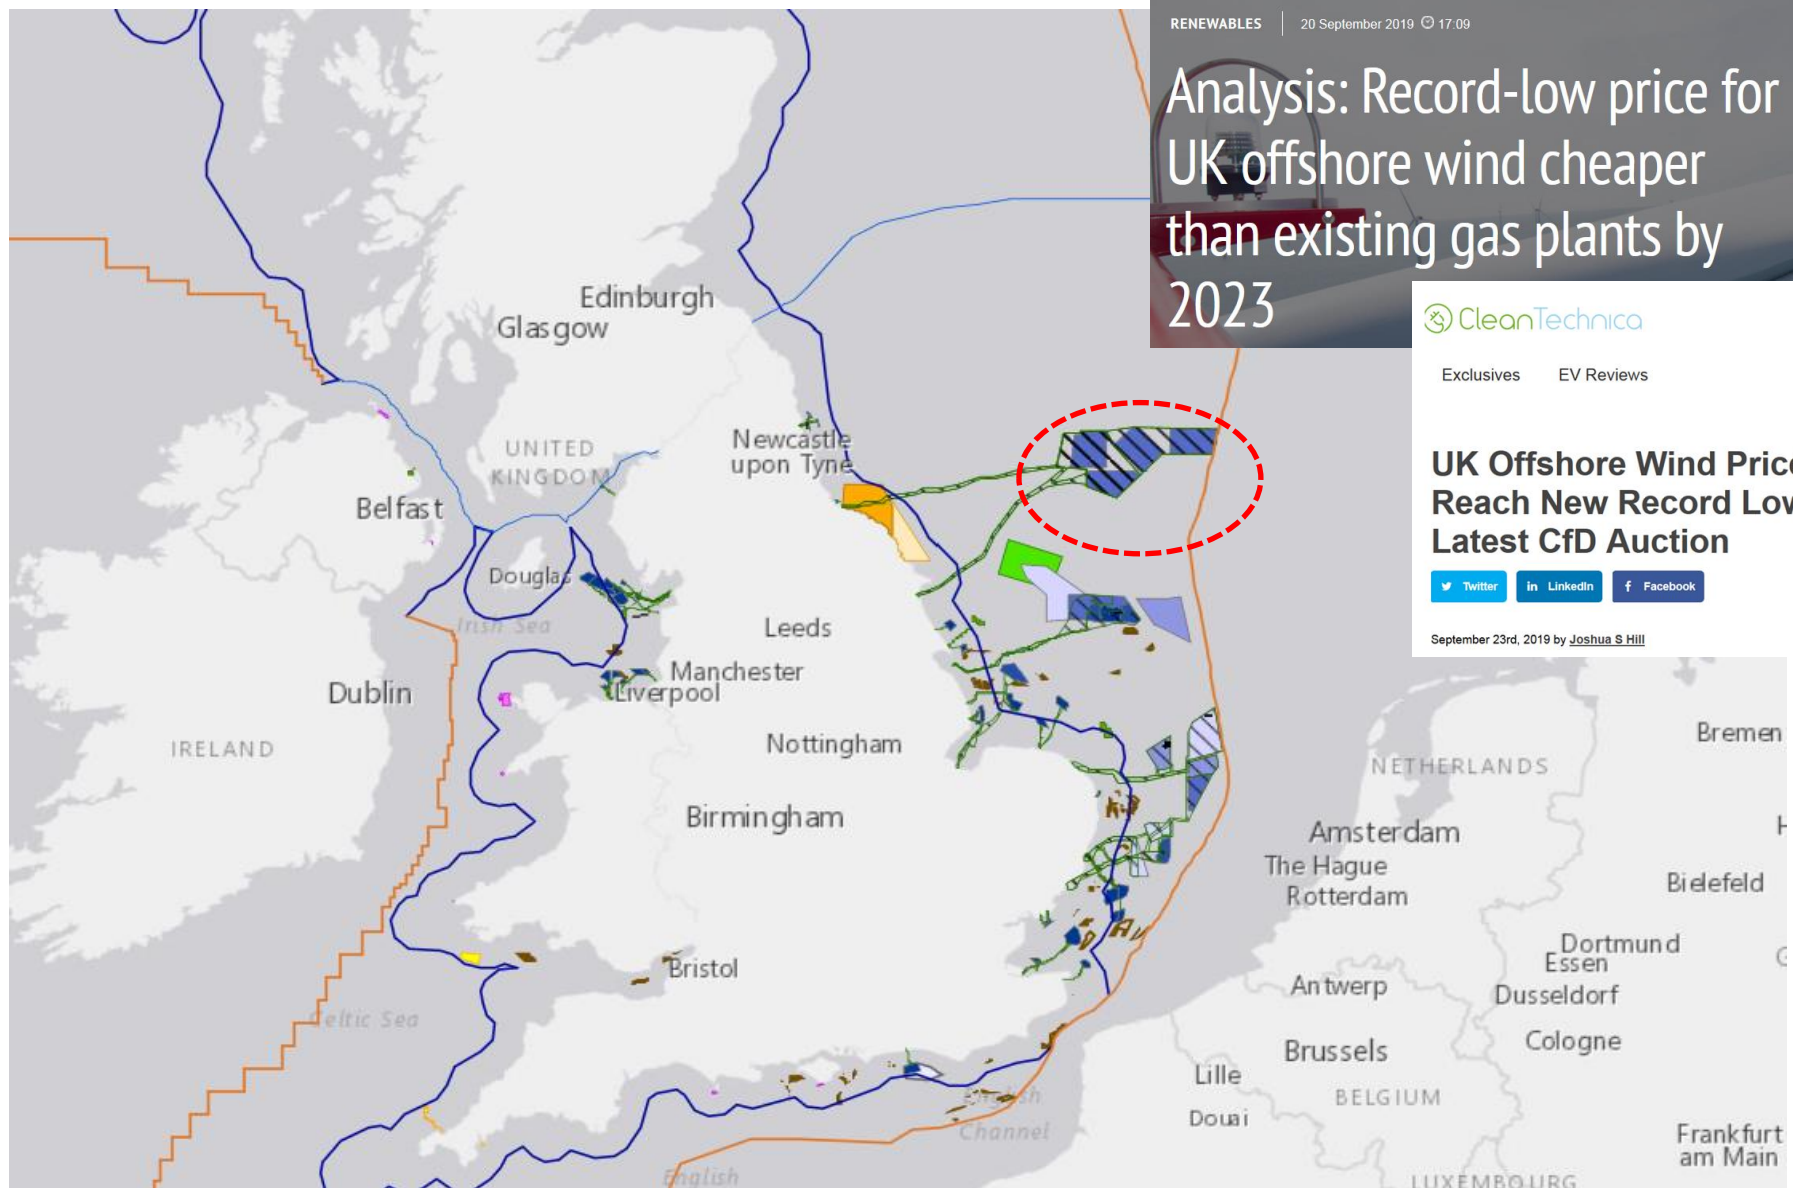 RENEWABLES
20 September 2019 17:09
Analysis: Record-low price for
UK offshore wind cheaper
than existing gas plants by
2023
CleanTechnica
Exclusives EV Reviews
UK Offshore Wind
Reach New Record
Latest CfD Auction
Twitter LinkedIn Facebook
September 23rd, 2019 by Joshua S Hill
Edinburgh
Glasgow
Newcastle
upon Tyne
UNITED
KINGDOM
Belfast
Douglas
Irish Sea
Leeds
Manchester
Liverpool
Dublin
IRELAND
Nottingham
Birmingham
Bristol
Celtic Sea
English
Channel
English
Bremen
NETHERLANDS
Amsterdam
The Hague
Rotterdam
Bielefeld
Dortmund
Essen
Antwerp
Dusseldorf
Cologne
Brussels
Lille
BELGIUM
Douai
Frankfurt
am Main
LUXEMBOURG